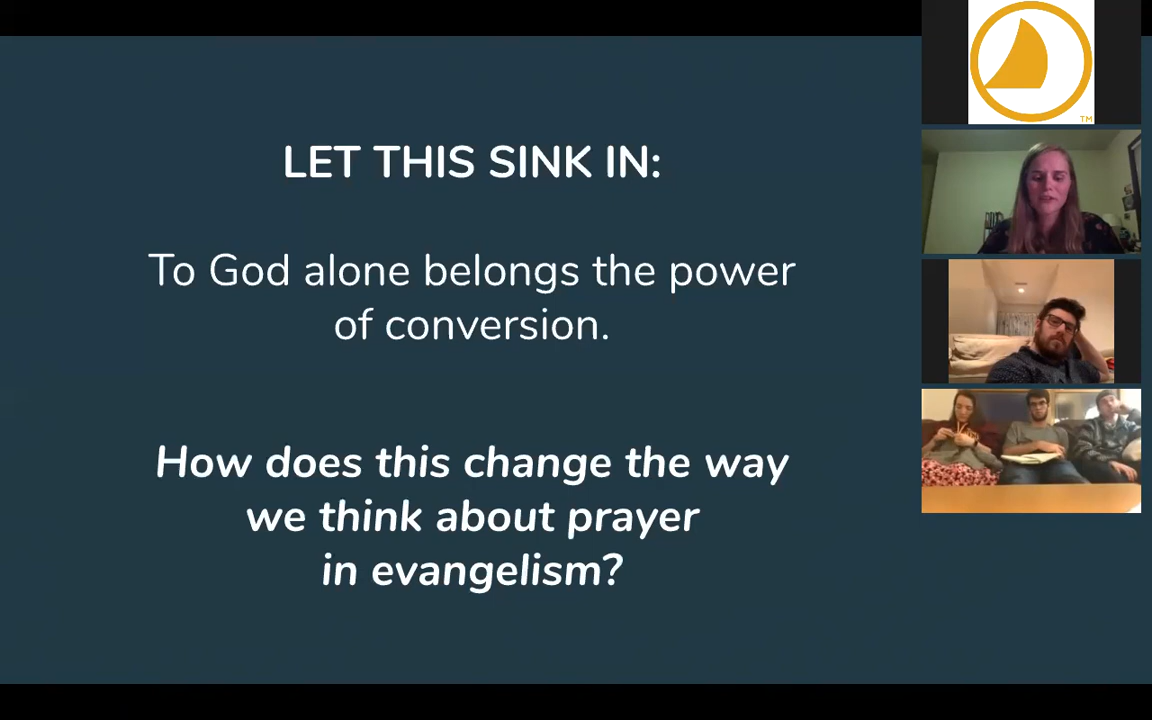 LET THIS SINK IN:
To God alone belongs the power
of conversion.
How does this change the way
we think about prayer
in evangelism?
TM